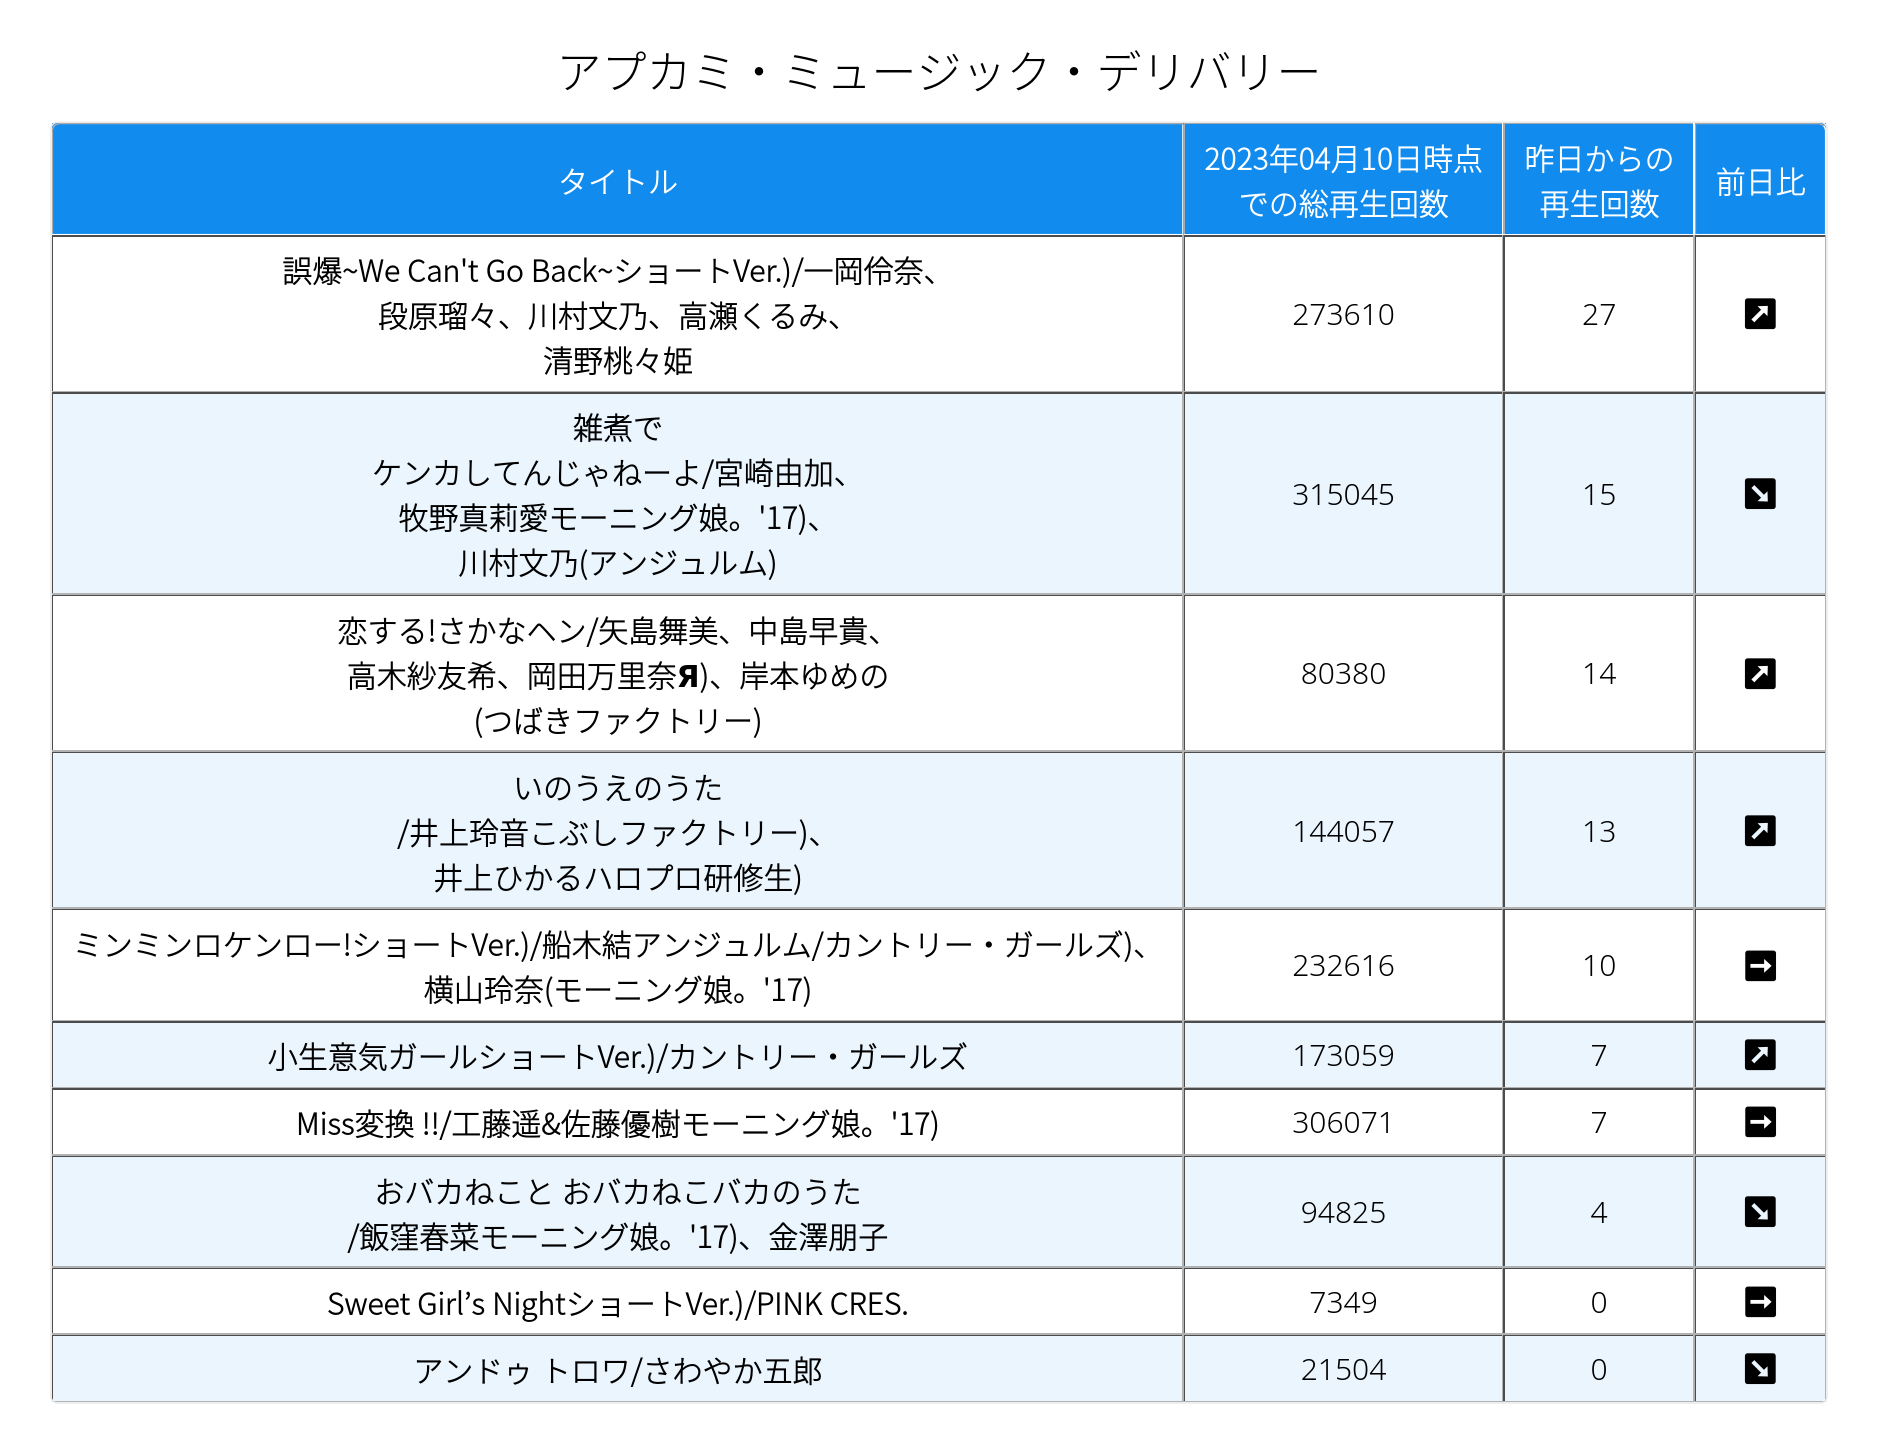 アプカミ・ミュージック・デリバリー
タイトル
2023年04月10日時点
での総再生回数
昨日からの
再生回数
前日比
誤爆~We Can't Go Back~ショートVer.)/一岡伶奈、
段原瑠々、川村文乃、高瀬くるみ、
清野桃々姫
273610
27
雑煮で
ケンカしてんじゃねーよ/宮崎由加、
牧野真莉愛モーニング娘。'17)、
川村文乃(アンジュルム)
315045
15
恋する!さかなヘン/矢島舞美、中島早貴、
高木紗友希、岡田万里奈Я)、岸本ゆめの
(つばきファクトリー)
80380
14
いのうえのうた
/井上玲音こぶしファクトリー)、
井上ひかるハロプロ研修生)
144057
13
ミンミンロケンロー!ショートVer.)/船木結アンジュルム/カントリー・ガールズ)、
横山玲奈(モーニング娘。'17)
232616
10
小生意気ガールショートVer.)/カントリー・ガールズ
173059
7
Miss変換 !!/工藤遥&佐藤優樹モーニング娘。'17)
306071
7
おバカねこと おバカねこバカのうた
/飯窪春菜モーニング娘。'17)、金澤朋子
94825
4
Sweet Girl’s NightショートVer.)/PINK CRES.
7349
0
アンドゥ トロワ/さわやか五郎
21504
0